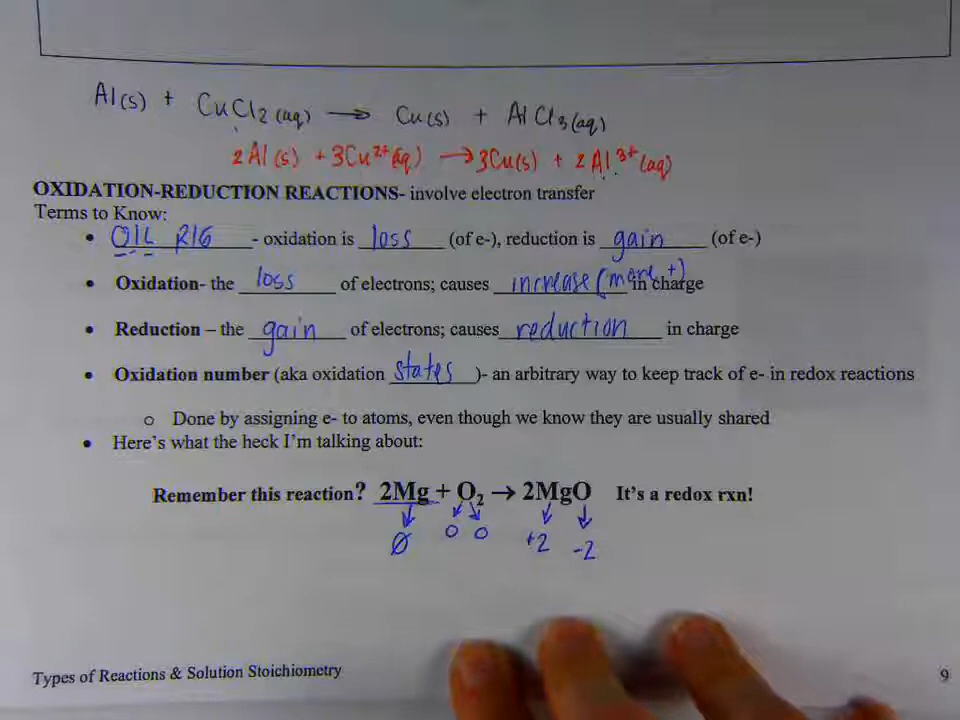 Al(s) + CuCl2(aq) → Cu(s) + AlCl3(aq)
2Al(s) + 3Cu²⁺(aq) → 3Cu(s) + 2Al³⁺(aq)
OXIDATION-REDUCTION REACTIONS- involve electron transfer
Terms to Know:
• OIL RIG - oxidation is loss (of e-), reduction is gain (of e-)
• Oxidation- the loss of electrons; causes increase (more +) in charge
• Reduction – the gain of electrons; causes reduction in charge
• Oxidation number (aka oxidation states)- an arbitrary way to keep track of e- in redox reactions
o Done by assigning e- to atoms, even though we know they are usually shared
• Here's what the heck I'm talking about:
Remember this reaction? 2Mg + O₂ → 2MgO It's a redox rxn!
0 0 0 +2 -2
Types of Reactions & Solution Stoichiometry 9